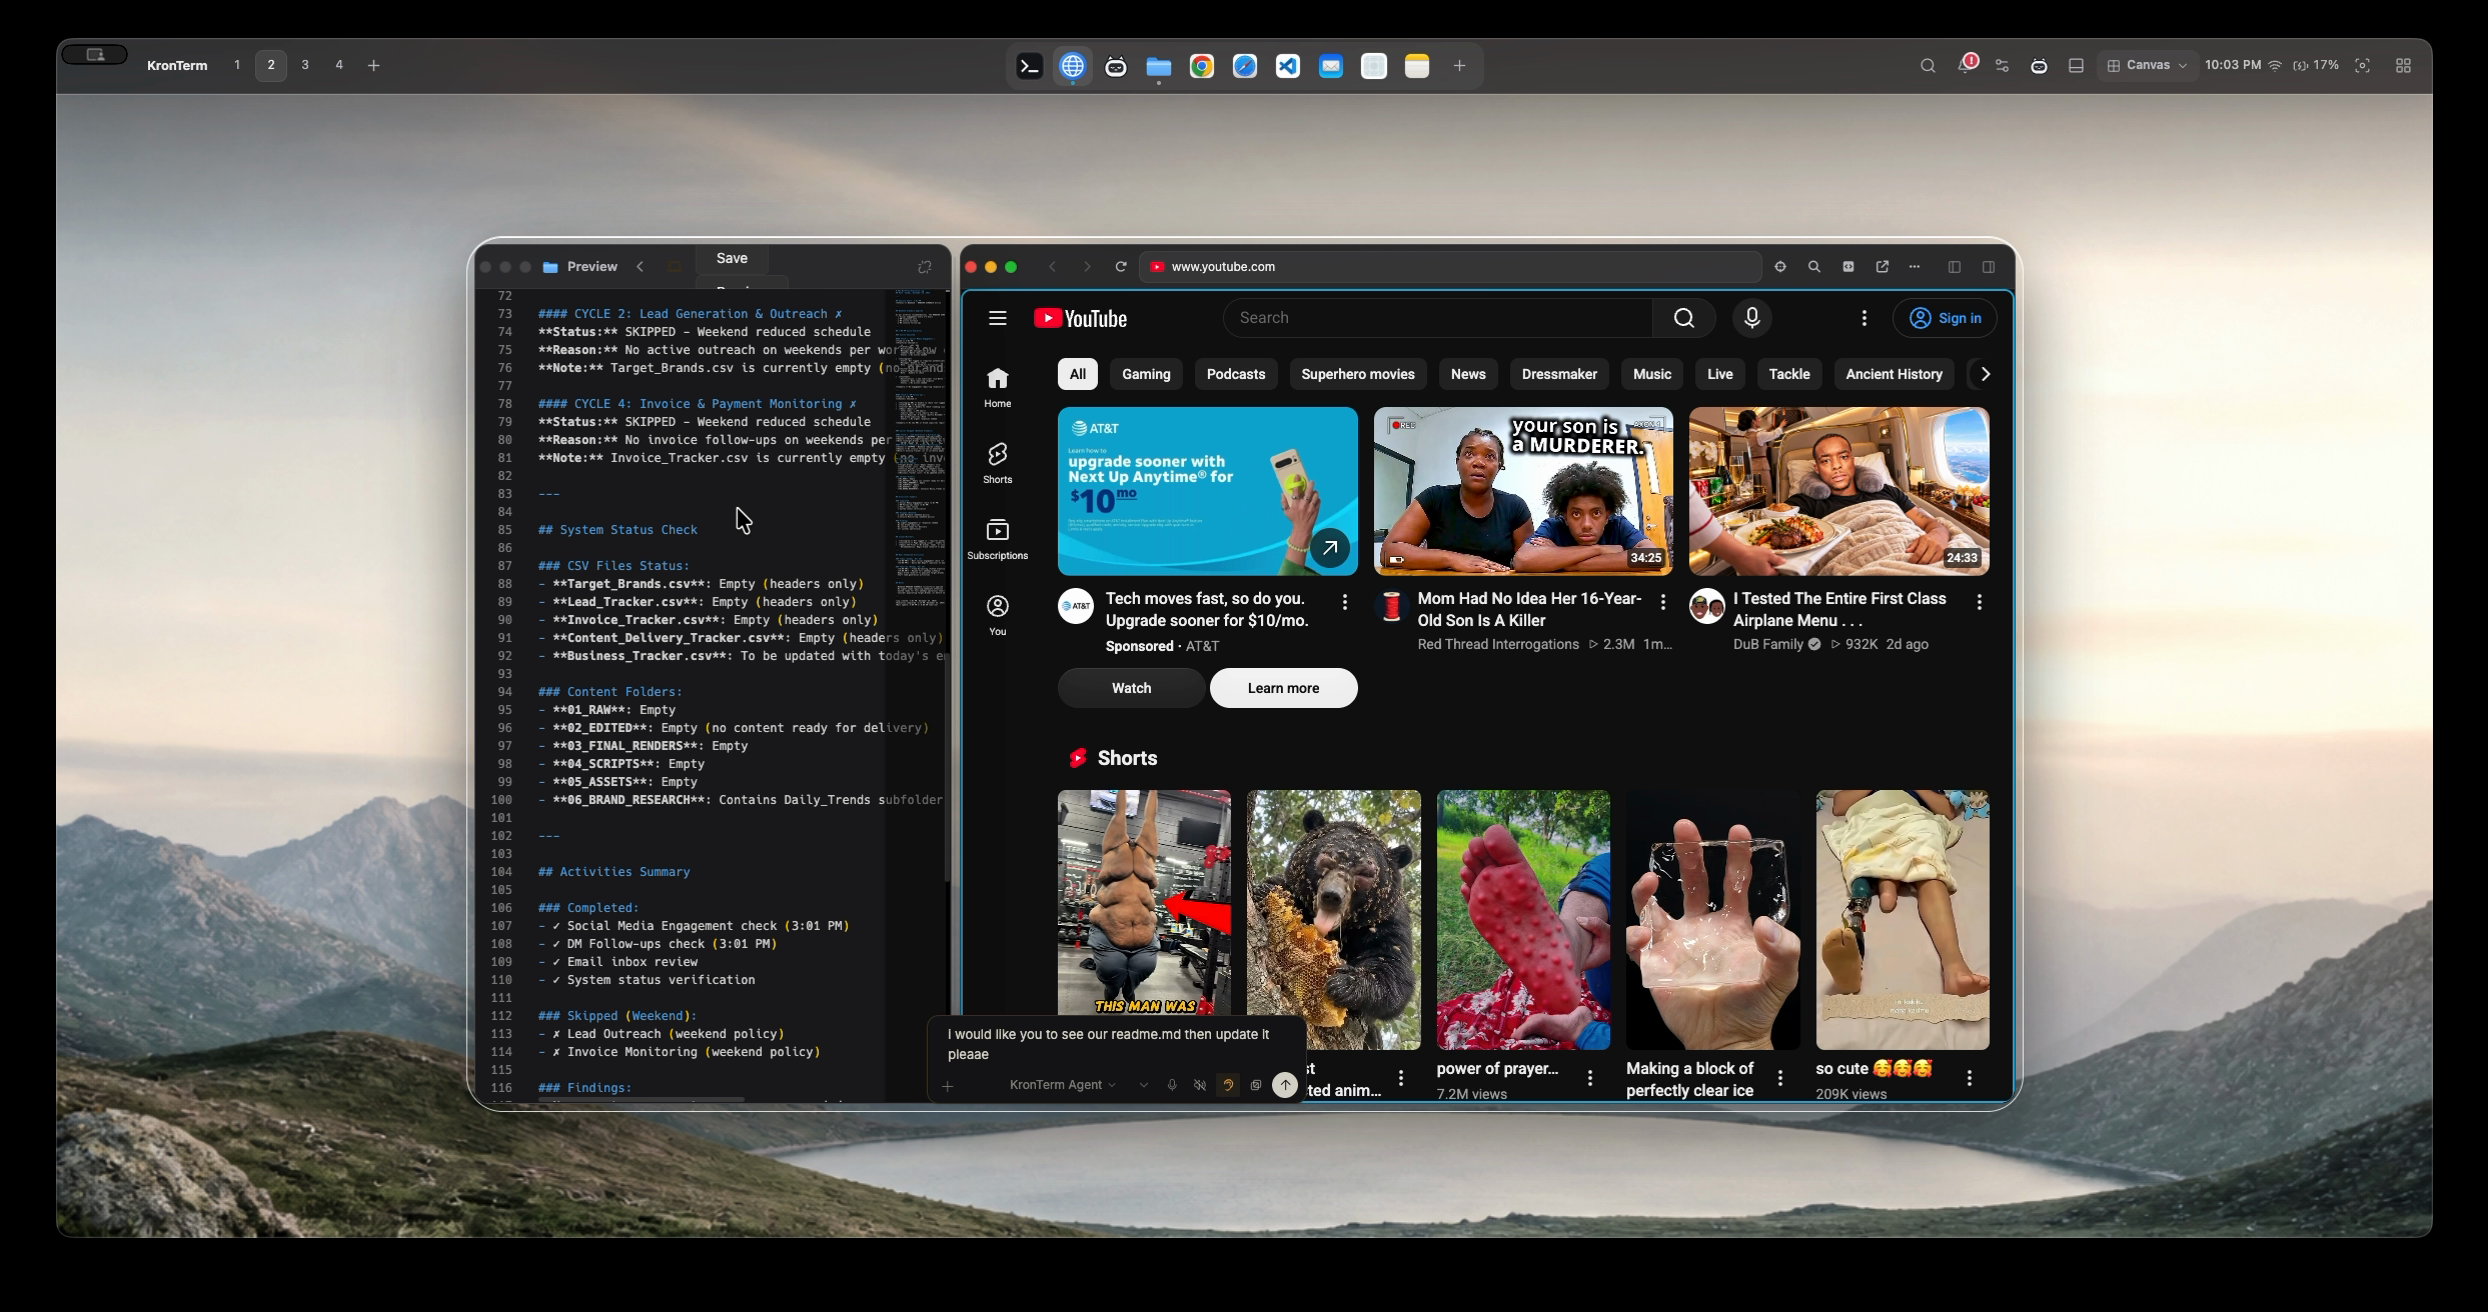 KronTerm 1 2 3 4
Canvas 10:03 PM 17%
Preview
Save
72
73 #### CYCLE 2: Lead Generation & Outreach ✗
74 **Status:** SKIPPED - Weekend reduced schedule
75 **Reason:** No active outreach on weekends per
76 **Note:** Target_Brands.csv is currently empty (no
77
78 #### CYCLE 4: Invoice & Payment Monitoring ✗
79 **Status:** SKIPPED - Weekend reduced schedule
80 **Reason:** No invoice follow-ups on weekends per
81 **Note:** Invoice_Tracker.csv is currently empty (no
82
83 ---
84
85 ## System Status Check
86
87 ### CSV Files Status:
88 - **Target_Brands.csv**: Empty (headers only)
89 - **Lead_Tracker.csv**: Empty (headers only)
90 - **Invoice_Tracker.csv**: Empty (headers only)
91 - **Content_Delivery_Tracker.csv**: Empty (headers only)
92 - **Business_Tracker.csv**: To be updated with today's
93
94 ### Content Folders:
95 - **01_RAW**: Empty
96 - **02_EDITED**: Empty (no content ready for delivery)
97 - **03_FINAL_RENDERS**: Empty
98 - **04_SCRIPTS**: Empty
99 - **05_ASSETS**: Empty
100 - **06_BRAND_RESEARCH**: Contains Daily_Trends subfolder
101
102 ---
103
104 ## Activities Summary
105
106 ### Completed:
107 - ✓ Social Media Engagement check (3:01 PM)
108 - ✓ DM Follow-ups check (3:01 PM)
109 - ✓ Email inbox review
110 - ✓ System status verification
111
112 ### Skipped (Weekend):
113 - ✗ Lead Outreach (weekend policy)
114 - ✗ Invoice Monitoring (weekend policy)
115
116 ### Findings:
www.youtube.com
YouTube
Search
Sign in
Home
Shorts
Subscriptions
You
All Gaming Podcasts Superhero movies News Dressmaker Music Live Tackle Ancient History
AT&T
Learn how to
upgrade sooner with
Next Up Anytime® for
$10 mo
REC
your son is
a MURDERER.
34:25
24:33
AT&T
Tech moves fast, so do you.
Upgrade sooner for $10/mo.
Sponsored · AT&T
Watch
Learn more
Mom Had No Idea Her 16-Year-
Old Son Is A Killer
Red Thread Interrogations 2.3M 1m...
I Tested The Entire First Class
Airplane Menu . . .
DuB Family 932K 2d ago
Shorts
THIS MAN WAS
ted anim...
power of prayer...
7.2M views
Making a block of
perfectly clear ice
so cute 🥰🥰🥰
209K views
i would like you to see our readme.md then update it
pleaae
KronTerm Agent